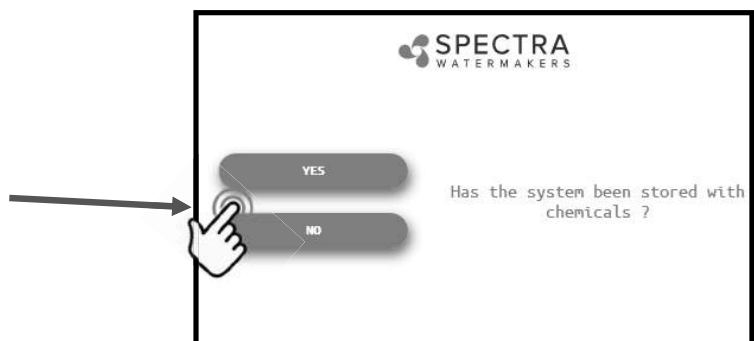 SPECTRA
WATERMAKERS
YES
Has the system been stored with
chemicals ?
NO